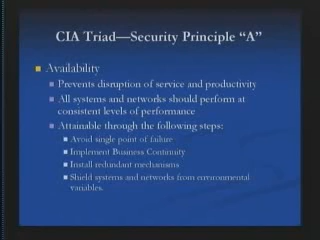 CIA Triad—Security Principle “A”
Availability
Prevents disruption of service and productivity
All systems and networks should perform at
consistent levels of performance
Attainable through the following steps:
Avoid single point of failure
Implement Business Continuity
Install redundant mechanisms
Shield systems and networks from environmental
variables.